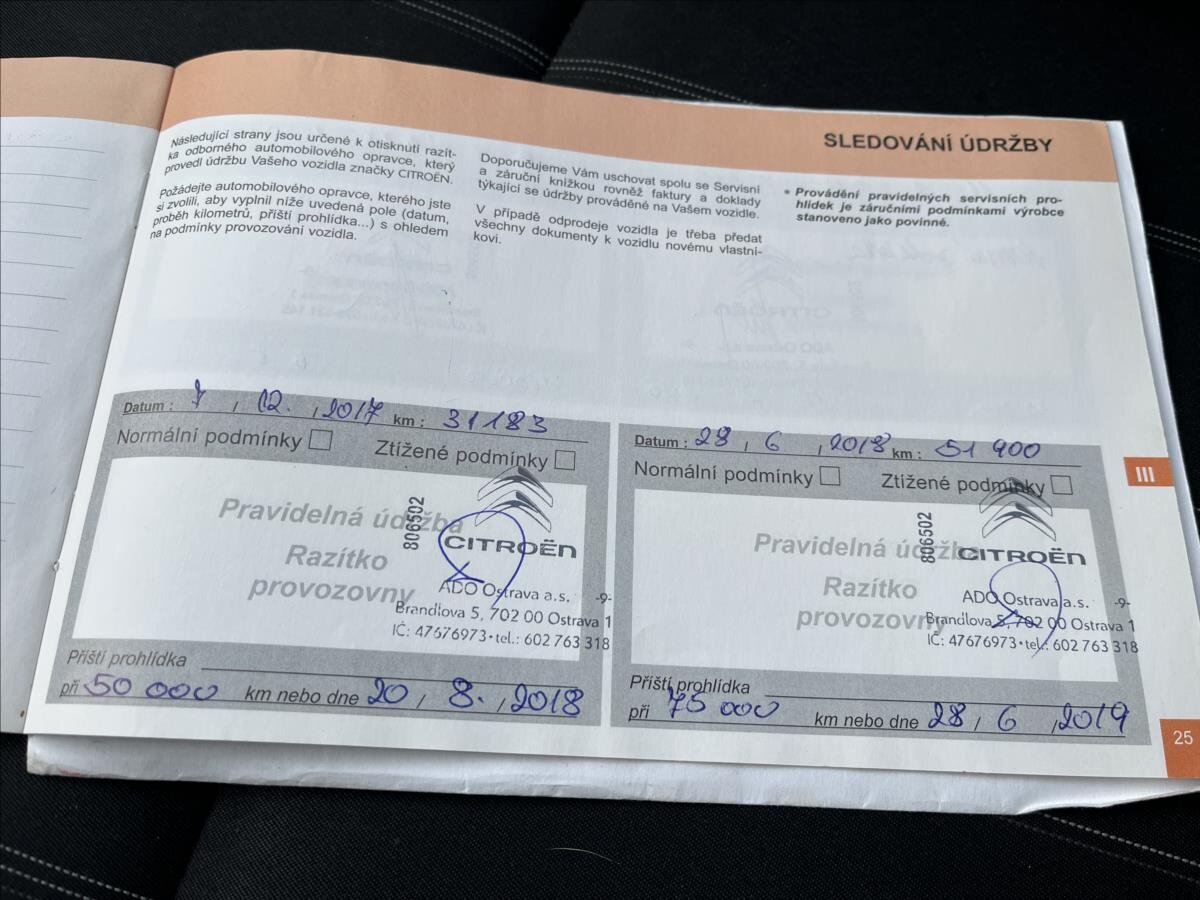 SLEDOVÁNÍ ÚDRŽBY
Následující strany jsou určené k otisknutí razít-
ka odborného automobilového opravce, který
provedl údržbu Vašeho vozidla značky CITROËN.
Požádejte automobilového opravce, kterého jste
si zvolili, aby vyplnil níže uvedená pole (datum,
proběh kilometrů, příští prohlídka...) s ohledem
na podmínky provozování vozidla.
Doporučujeme Vám uschovat spolu se Servisní
a záruční knížkou rovněž faktury a doklady
týkající se údržby prováděné na Vašem vozidle.
V případě odprodeje vozidla je třeba předat
všechny dokumenty k vozidlu novému vlastní-
kovi.
• Provádění pravidelných servisních pro-
hlídek je záručními podmínkami výrobce
stanoveno jako povinné.
Datum : 7 / 12. / 2017 km : 31183
Normální podmínky Ztížené podmínky
Pravidelná údržba
Razítko
provozovny
806502
CITROËN
ADO Ostrava a.s. -9-
Brandlova 5, 702 00 Ostrava 1
IČ: 47676973 • tel.: 602 763 318
Příští prohlídka
při 50 000 km nebo dne 20 / 8. / 2018
Datum : 28 / 6 / 2018 km : 51 900
Normální podmínky Ztížené podmínky
Pravidelná údržba
Razítko
provozovny
806502
CITROËN
ADO Ostrava a.s. -9-
Brandlova 5, 702 00 Ostrava 1
IČ: 47676973 • tel.: 602 763 318
Příští prohlídka
při 75 000 km nebo dne 28 / 6 / 2019
III
25